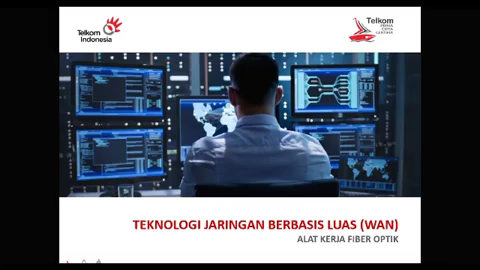 Telkom
Indonesia
Telkom
TEKNOLOGI JARINGAN BERBASIS LUAS (WAN)
ALAT KERJA FIBER OPTIK